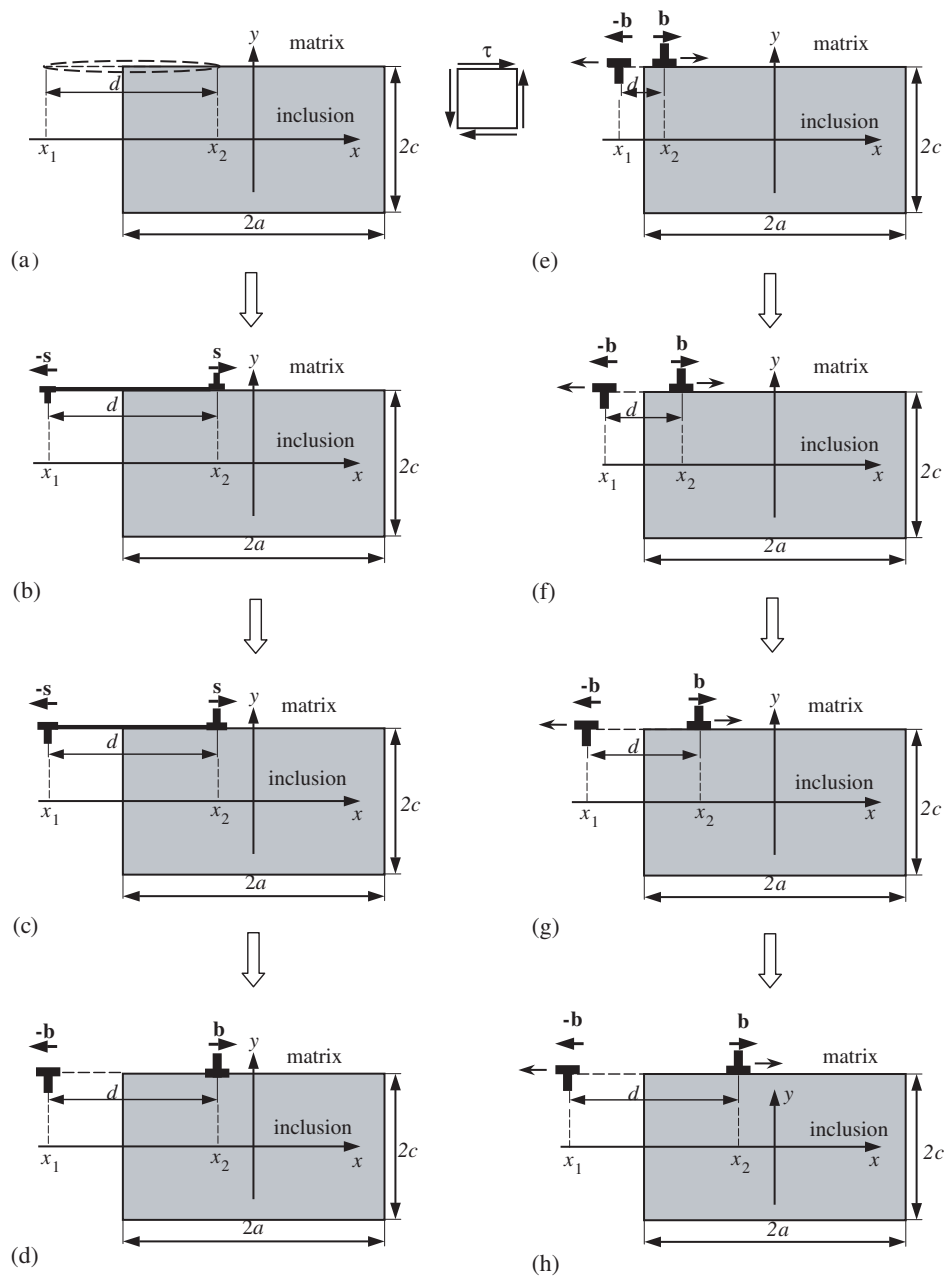 y
matrix
d
inclusion
x₁
x₂
x
2c
2a
(a)
-s
s
y
matrix
d
inclusion
x₁
x₂
x
2c
2a
(b)
-s
s
y
matrix
d
inclusion
x₁
x₂
x
2c
2a
(c)
-b
b
y
matrix
d
inclusion
x₁
x₂
x
2c
2a
(d)
τ
-b
b
y
matrix
d
inclusion
x₁
x₂
x
2c
2a
(e)
-b
b
y
matrix
d
inclusion
x₁
x₂
x
2c
2a
(f)
-b
b
y
matrix
d
inclusion
x₁
x₂
x
2c
2a
(g)
-b
b
matrix
d
y
inclusion
x₁
x₂
x
2c
2a
(h)